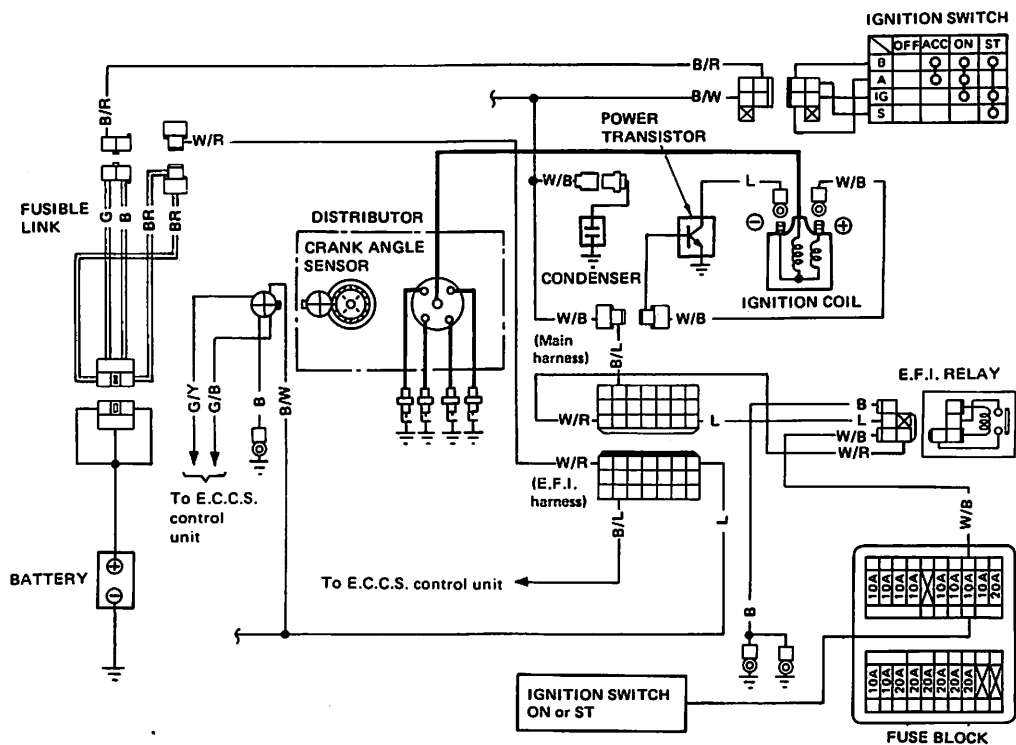 IGNITION SWITCH
OFF ACC ON ST
B
A
IG
S
B/R
B/R
B/W
POWER
TRANSISTOR
W/R
FUSIBLE
LINK
G
B
BR
BR
DISTRIBUTOR
CRANK ANGLE
SENSOR
W/B
L
W/B
CONDENSER
IGNITION COIL
W/B
W/B
(Main
harness)
B/L
E.F.I. RELAY
G/Y
G/B
B
B/W
W/R
L
B
L
W/B
W/R
W/R
(E.F.I.
harness)
B/L
L
W/B
To E.C.C.S.
control
unit
BATTERY
To E.C.C.S. control unit
B
10A 10A 10A 10A 10A 10A 10A 10A 20A
10A 10A 20A 20A 20A 20A 20A 20A
IGNITION SWITCH
ON or ST
FUSE BLOCK